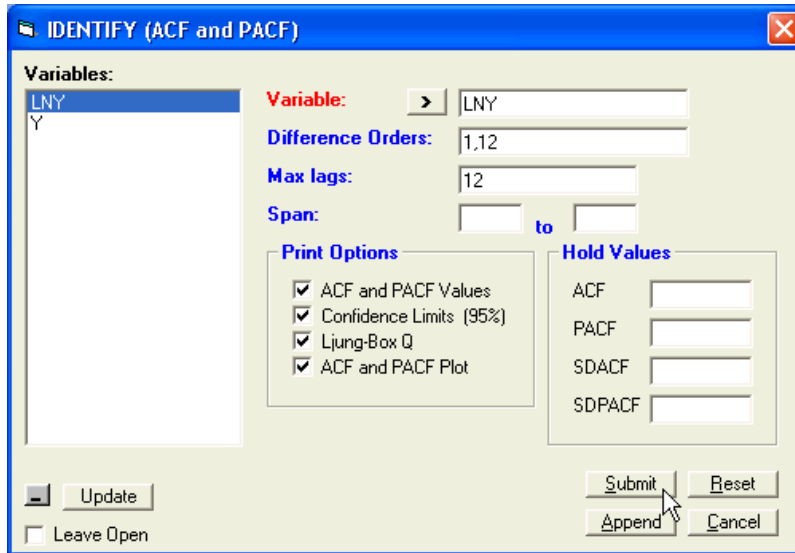 IDENTIFY (ACF and PACF)
Variables:
LNY
Y
Variable: > LNY
Difference Orders: 1,12
Max lags: 12
Span: to
Print Options
ACF and PACF Values
Confidence Limits (95%)
Ljung-Box Q
ACF and PACF Plot
Hold Values
ACF
PACF
SDACF
SDPACF
Update
Leave Open
Submit Reset
Append Cancel